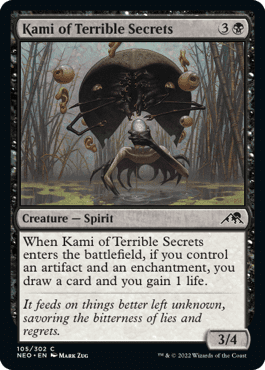 Kami of Terrible Secrets 3
Creature — Spirit
When Kami of Terrible Secrets
enters the battlefield, if you control
an artifact and an enchantment, you
draw a card and you gain 1 life.
It feeds on things better left unknown,
savoring the bitterness of lies and
regrets.
3/4
105/302 C
NEO • EN Mark Zug ™ & © 2022 Wizards of the Coast